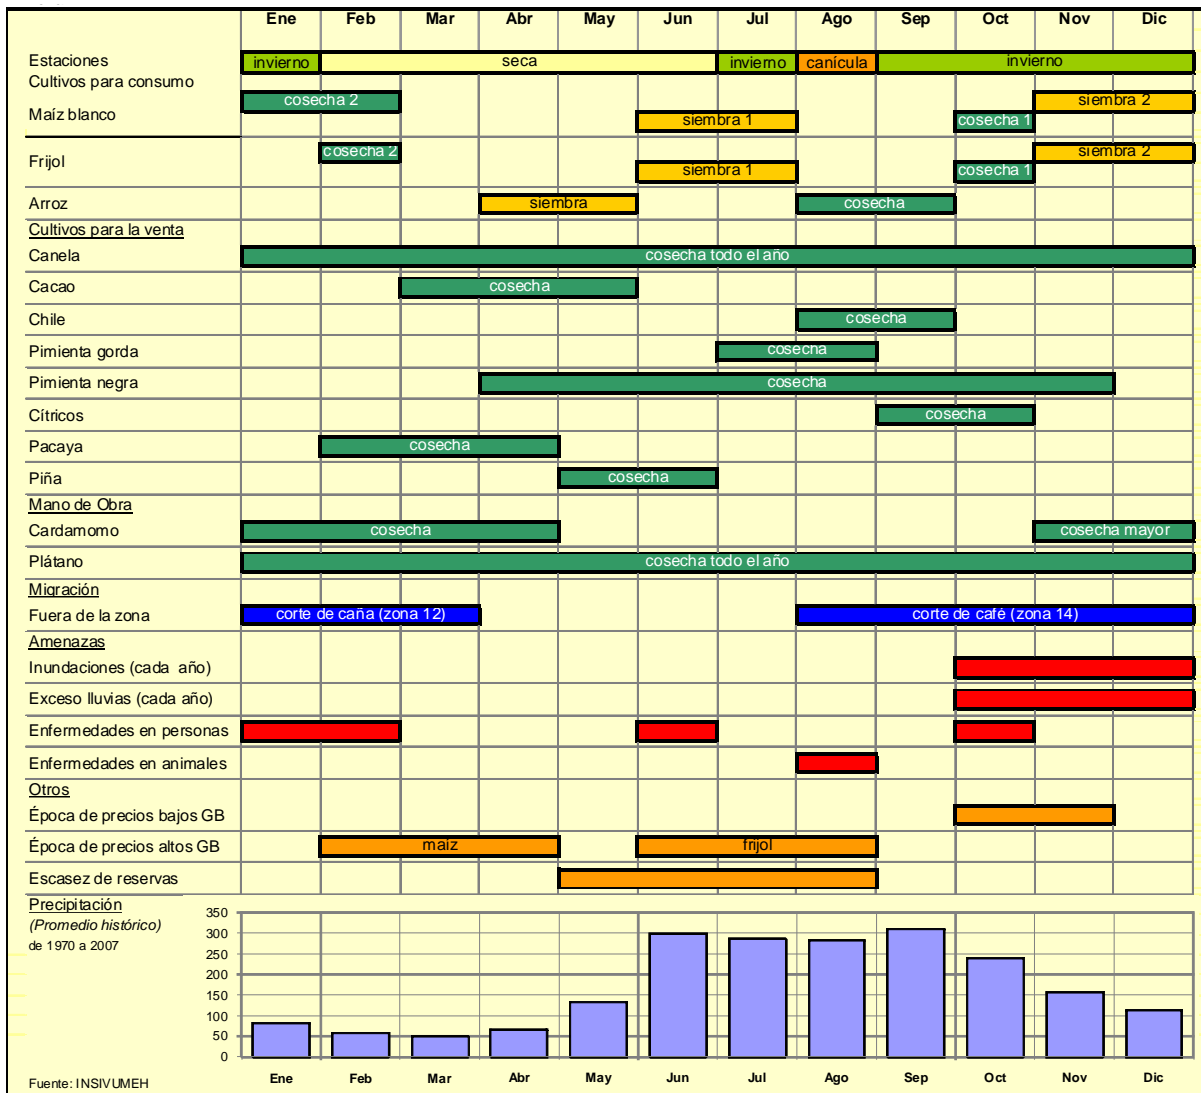 Ene Feb Mar Abr May Jun Jul Ago Sep Oct Nov Dic
Estaciones invierno seca invierno canícula invierno
Cultivos para consumo
cosecha 2 siembra 2
Maíz blanco siembra 1 cosecha 1
cosecha 2 siembra 2
Frijol siembra 1 cosecha 1
Arroz siembra cosecha
Cultivos para la venta
Canela cosecha todo el año
Cacao cosecha
Chile cosecha
Pimienta gorda cosecha
Pimienta negra cosecha
Cítricos cosecha
Pacaya cosecha
Piña cosecha
Mano de Obra
Cardamomo cosecha cosecha mayor
Plátano cosecha todo el año
Migración
Fuera de la zona corte de caña (zona 12) corte de café (zona 14)
Amenazas
Inundaciones (cada año)
Exceso lluvias (cada año)
Enfermedades en personas
Enfermedades en animales
Otros
Época de precios bajos GB
Época de precios altos GB maíz frijol
Escasez de reservas
Precipitación
(Promedio histórico)
de 1970 a 2007
350
300
250
200
150
100
50
0
Ene Feb Mar Abr May Jun Jul Ago Sep Oct Nov Dic
Fuente: INSIVUMEH